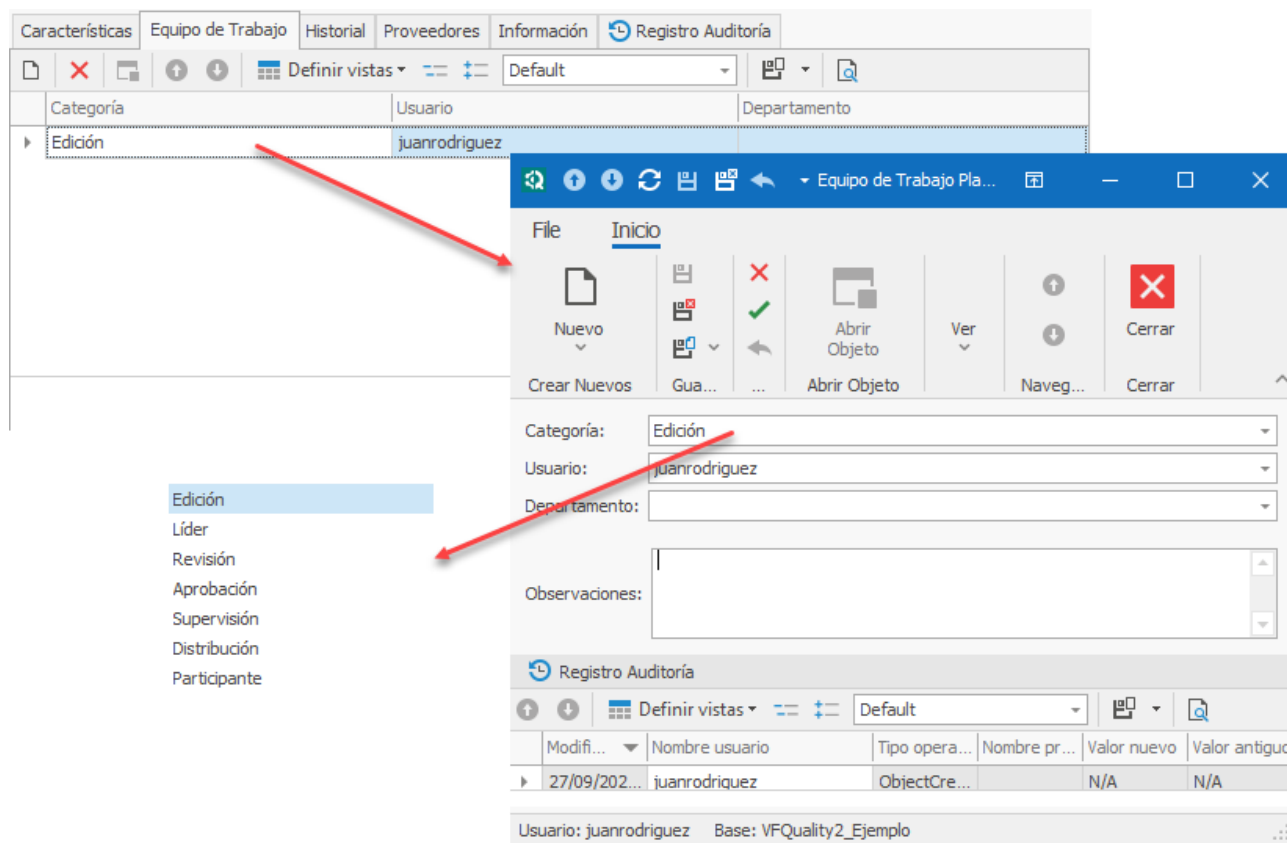 Características Equipo de Trabajo Historial Proveedores Información Registro Auditoría
Definir vistas Default
Categoría Usuario Departamento
Edición juanrodriguez
Equipo de Trabajo Pla...
File Inicio
Nuevo Abrir Objeto Ver Cerrar
Crear Nuevos Gua... ... Abrir Objeto Naveg... Cerrar
Categoría: Edición
Usuario: juanrodriguez
Departamento:
Observaciones:
Edición
Líder
Revisión
Aprobación
Supervisión
Distribución
Participante
Registro Auditoría
Definir vistas Default
Modifi... Nombre usuario Tipo opera... Nombre pr... Valor nuevo Valor antiguo
27/09/202... juanrodriguez ObjectCre... N/A N/A
Usuario: juanrodriguez Base: VFQuality2_Ejemplo